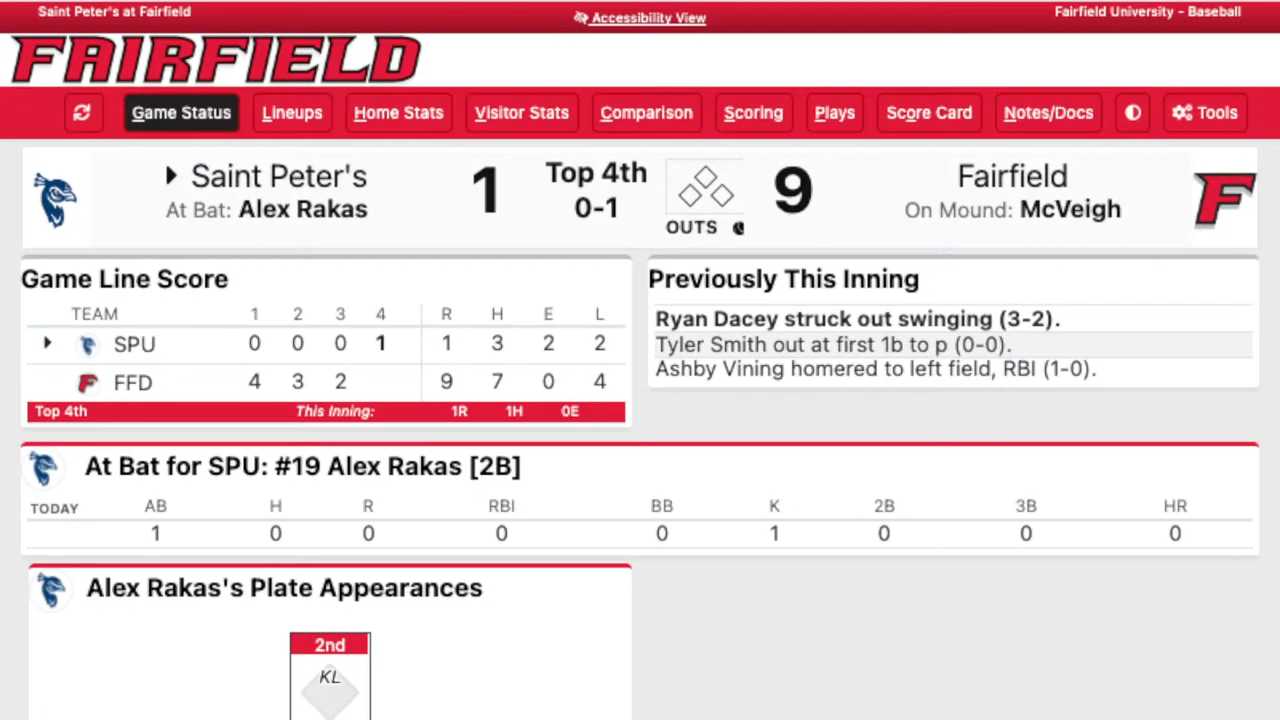 Saint Peter's at Fairfield
Accessibility View
Fairfield University - Baseball
FAIRFIELD
Game Status Lineups Home Stats Visitor Stats Comparison Scoring Plays Score Card Notes/Docs Tools
Saint Peter's 1 Top 4th 9 Fairfield F
At Bat: Alex Rakas 0-1 On Mound: McVeigh
OUTS
Game Line Score
TEAM 1 2 3 4 R H E L
SPU 0 0 0 1 1 3 2 2
F FFD 4 3 2 9 7 0 4
Top 4th This Inning: 1R 1H 0E
Previously This Inning
Ryan Dacey struck out swinging (3-2).
Tyler Smith out at first 1b to p (0-0).
Ashby Vining homered to left field, RBI (1-0).
At Bat for SPU: #19 Alex Rakas [2B]
TODAY AB H R RBI BB K 2B 3B HR
1 0 0 0 0 1 0 0 0
Alex Rakas's Plate Appearances
2nd
KL